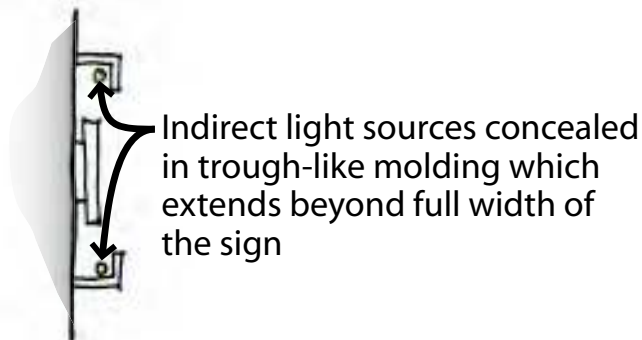 Indirect light sources concealed
in trough-like molding which
extends beyond full width of
the sign